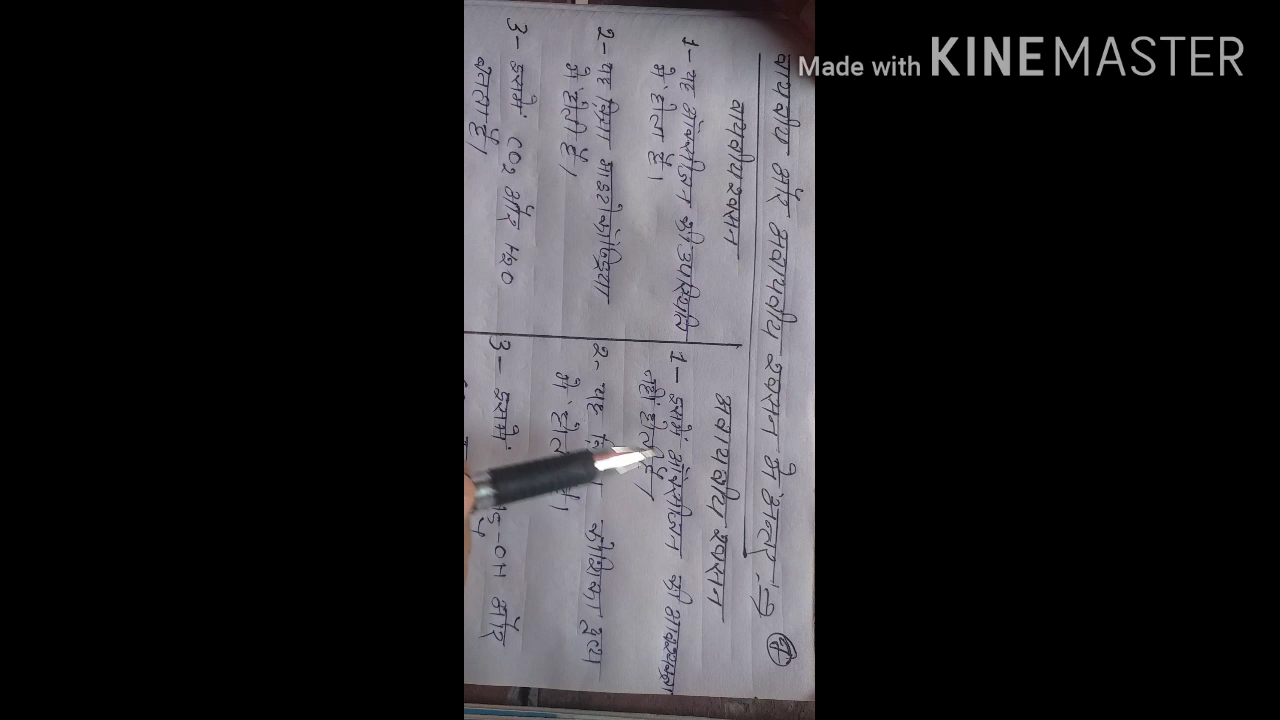 Made with KINEMASTER
वायवीय और अवायवीय श्वसन में अन्तर :⇒
वायवीय श्वसन
1- यह ऑक्सीजन की उपस्थिति
में होता है।
2- यह क्रिया माइटोकांड्रिया
में होती है।
3- इसमें CO2 और H2O
बनता है।
अवायवीय श्वसन
1- इसमें ऑक्सीजन की आवश्यकता
नहीं होती है।
2- यह कोशिका द्रव्य
में
3- इसमें -OH और